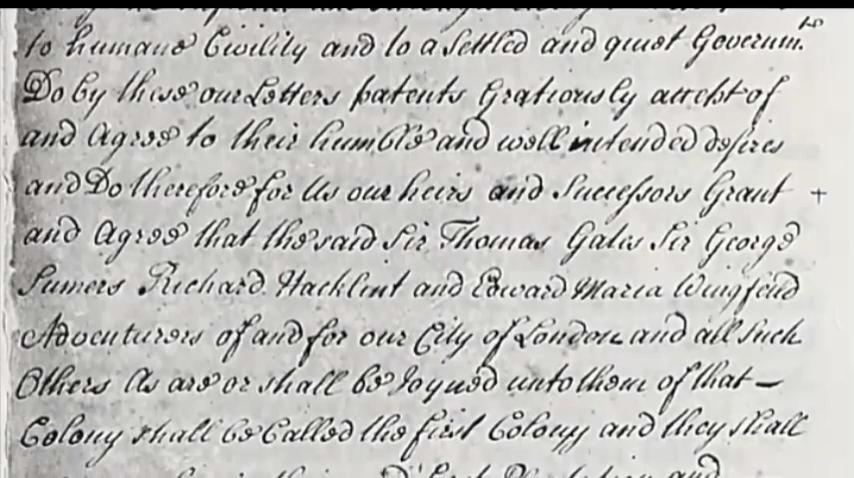 to humane Civility and to a Settled and quiet Governmts
Do by these our Letters patents Gratiously accept of
and Agree to their humble and well intended desires
and Do therefore for Us our heirs and Successors Grant +
and Agree that the said Sir Thomas Gates Sir George
Sumers Richard Hacklint and Edward Maria Wingfeild
Adventurers of and for our City of London and all Such
Others As are or shall be Joyned unto them of that —
Colony shall be Called the first Colony and they shall